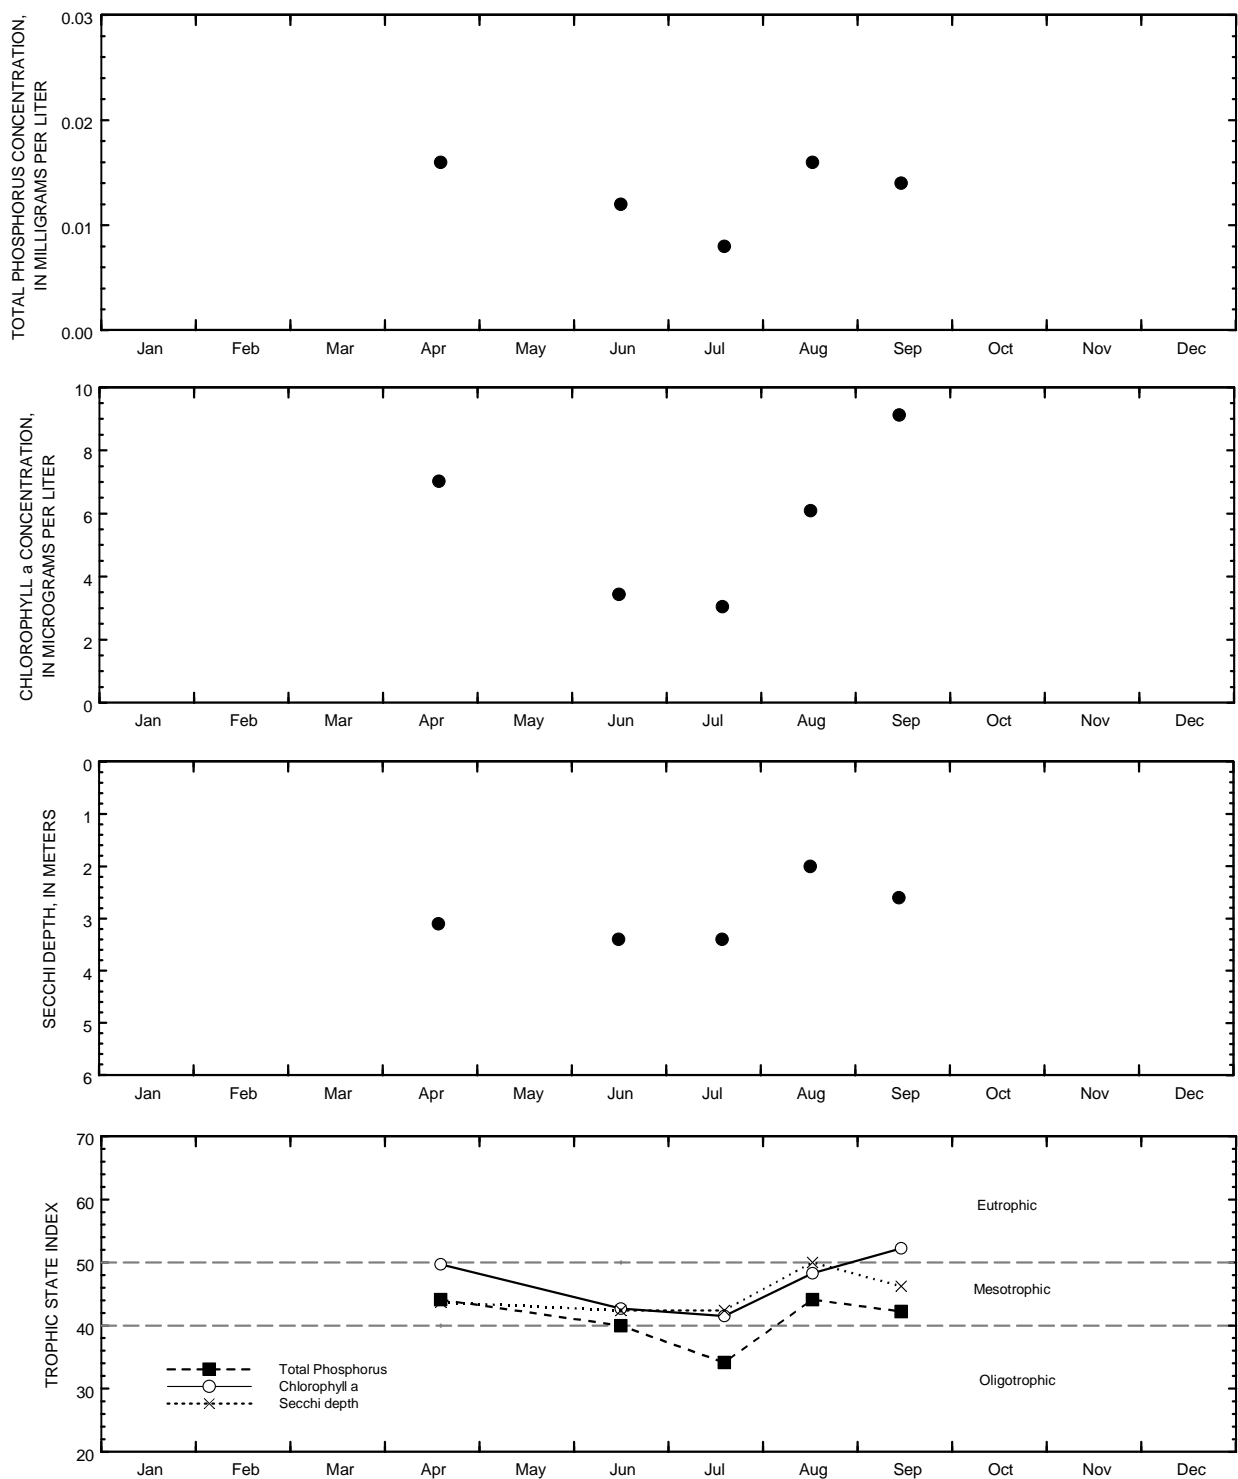 TOTAL PHOSPHORUS CONCENTRATION,
IN MILLIGRAMS PER LITER
0.03
0.02
0.01
0.00
Jan Feb Mar Apr May Jun Jul Aug Sep Oct Nov Dec
CHLOROPHYLL a CONCENTRATION,
IN MICROGRAMS PER LITER
10
8
6
4
2
0
Jan Feb Mar Apr May Jun Jul Aug Sep Oct Nov Dec
SECCHI DEPTH, IN METERS
0
1
2
3
4
5
6
Jan Feb Mar Apr May Jun Jul Aug Sep Oct Nov Dec
TROPHIC STATE INDEX
70
60
50
40
30
20
Eutrophic
Mesotrophic
Oligotrophic
Total Phosphorus
Chlorophyll a
Secchi depth
Jan Feb Mar Apr May Jun Jul Aug Sep Oct Nov Dec